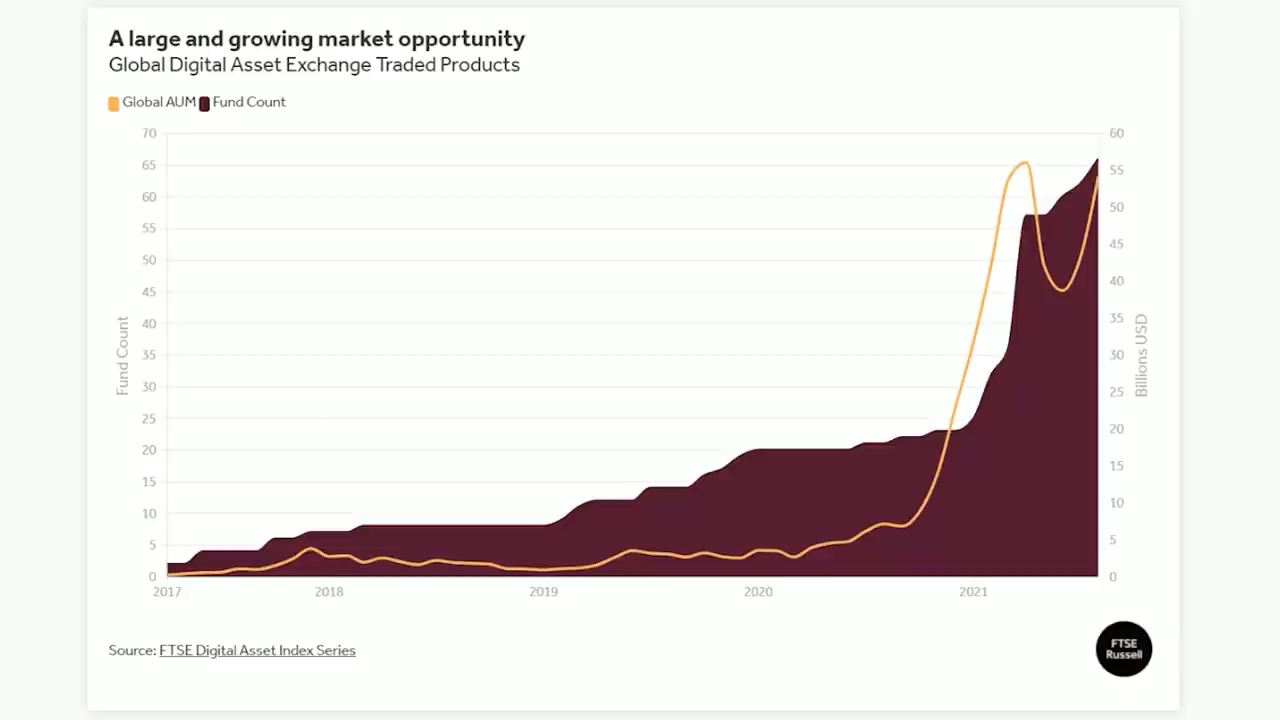 A large and growing market opportunity
Global Digital Asset Exchange Traded Products
Global AUM Fund Count
70 60
65 55
60 50
55 45
50 40
45 35
40 30
35 25
30 20
25 15
20 10
15 5
10 0
5
0
Fund Count
Billions USD
2017 2018 2019 2020 2021
Source: FTSE Digital Asset Index Series
FTSE
Russell